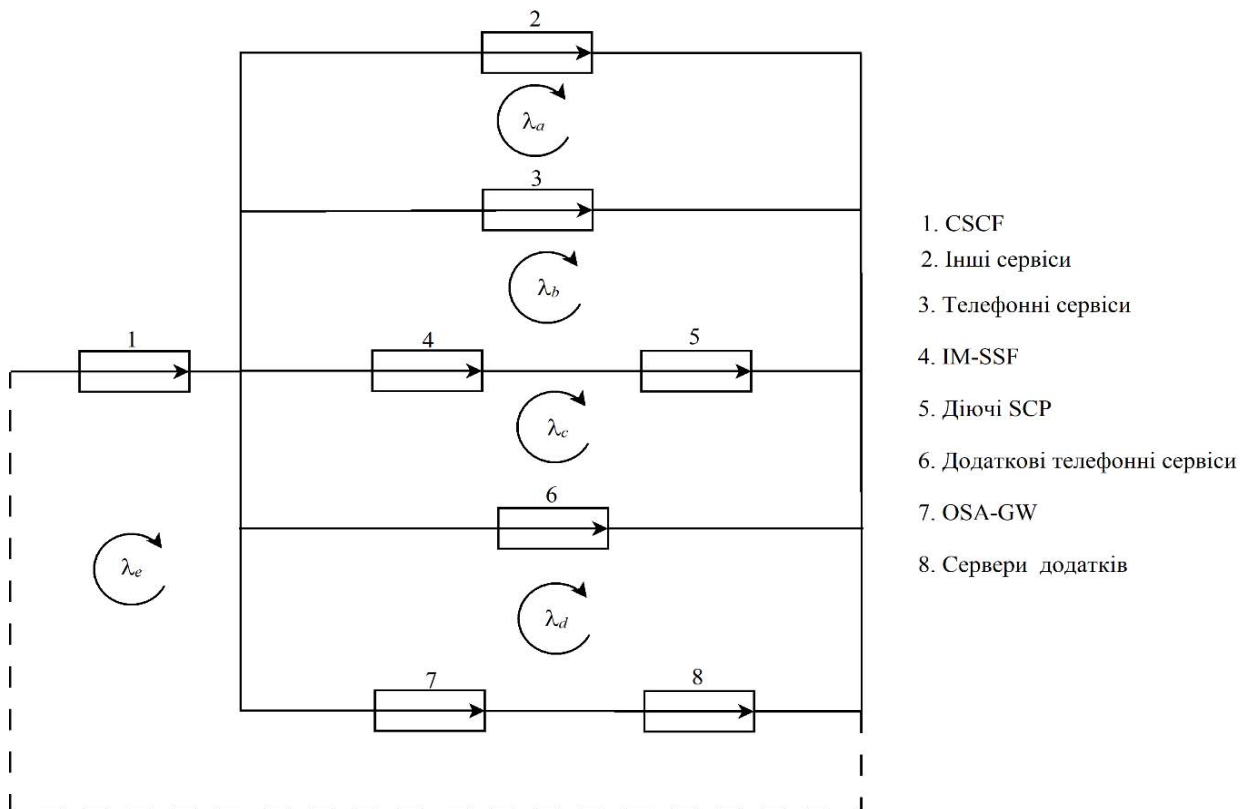 2
λa
3
λb
1
4
5
λc
6
λe
λd
7
8
1. CSCF
2. Інші сервіси
3. Телефонні сервіси
4. IM-SSF
5. Діючі SCP
6. Додаткові телефонні сервіси
7. OSA-GW
8. Сервери додатків